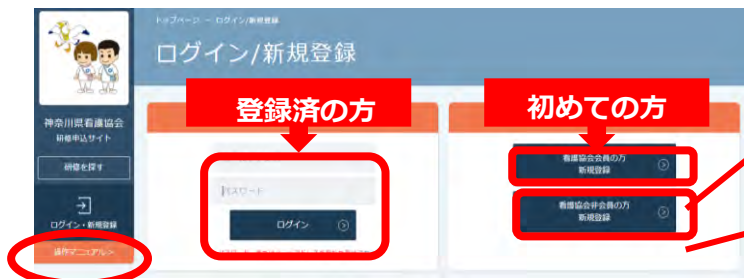 トップページ － ログイン/新規登録
ログイン/新規登録
神奈川県看護協会
研修申込サイト
研修を探す
ログイン・新規登録
操作マニュアル＞
登録済の方
パスワード
ログイン
初めての方
看護協会会員の方
新規登録
看護協会非会員の方
新規登録